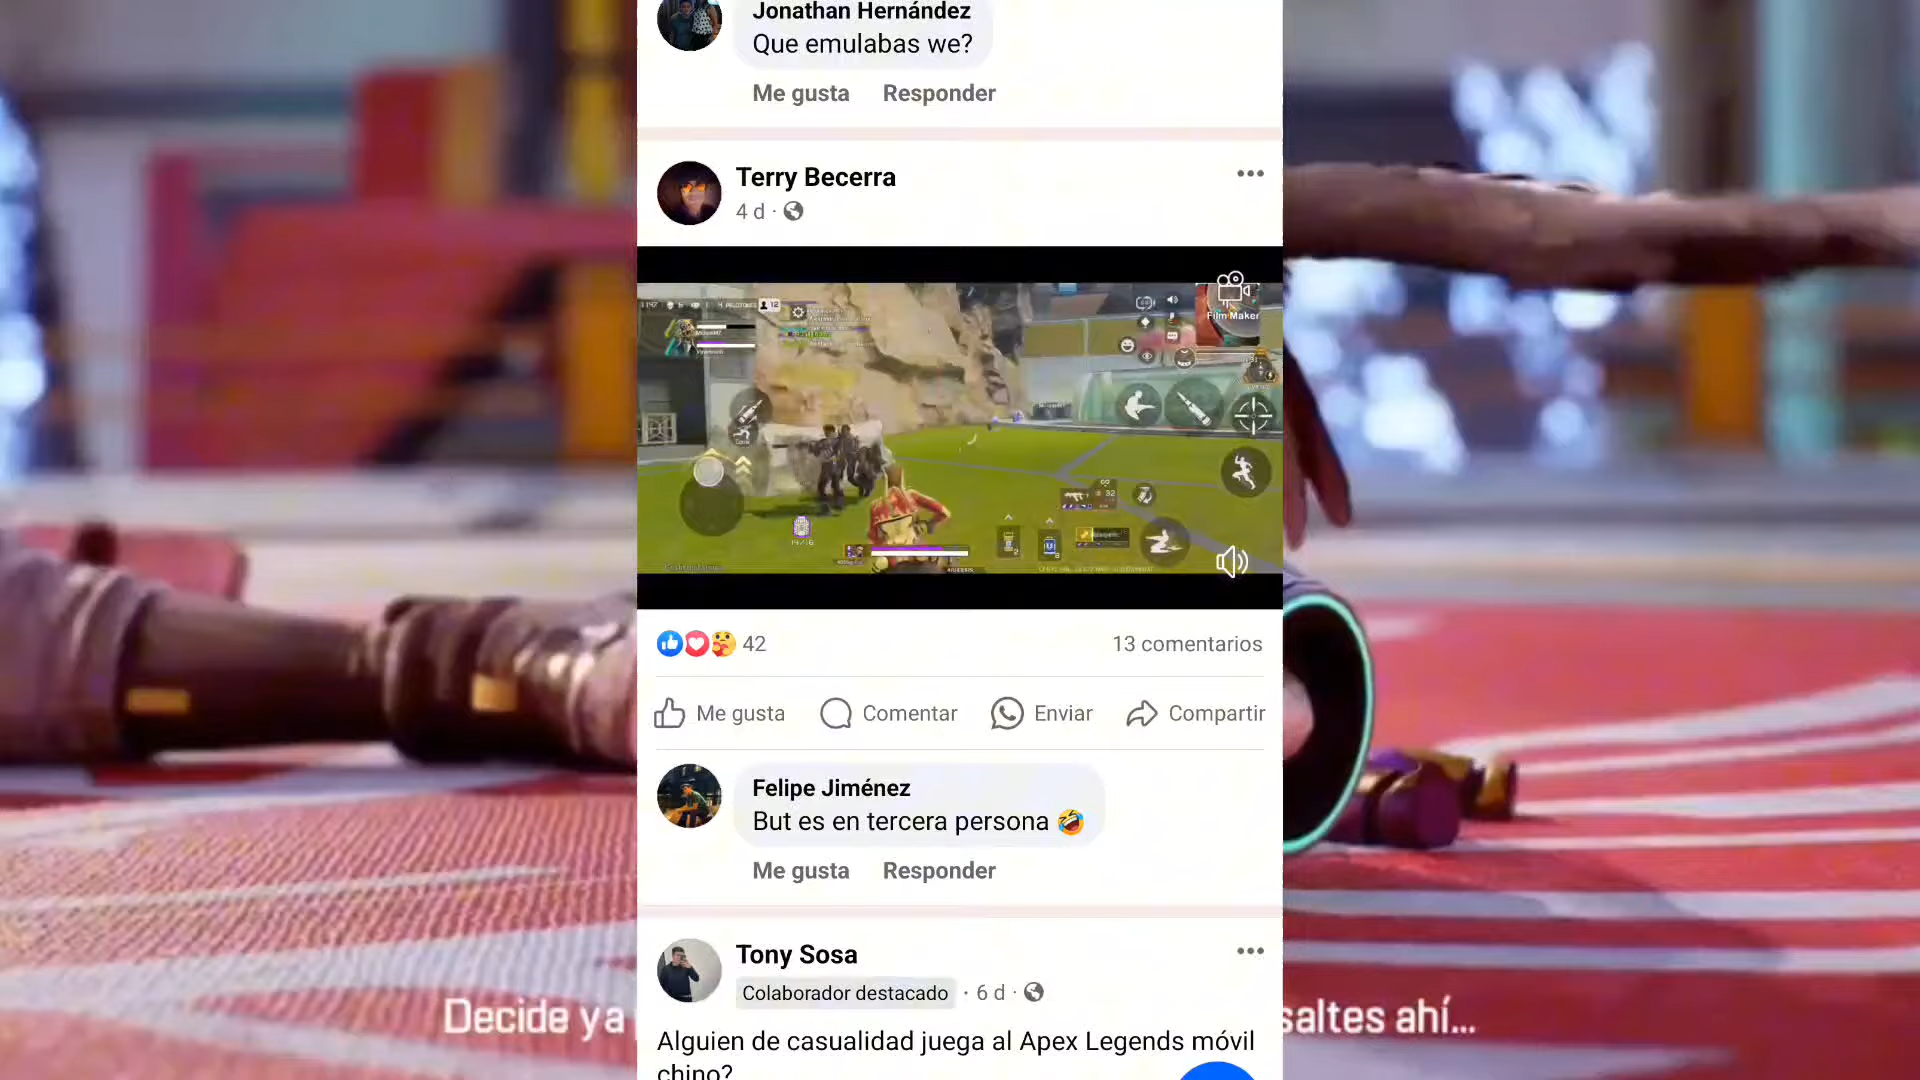 Jonathan Hernández
Que emulabas we?
Me gusta Responder
Terry Becerra
4 d ·
Film Maker
42
13 comentarios
Me gusta Comentar Enviar Compartir
Felipe Jiménez
But es en tercera persona 🤣
Me gusta Responder
Tony Sosa
Colaborador destacado · 6 d ·
Decide ya
saltes ahí...
Alguien de casualidad juega al Apex Legends móvil
chino?